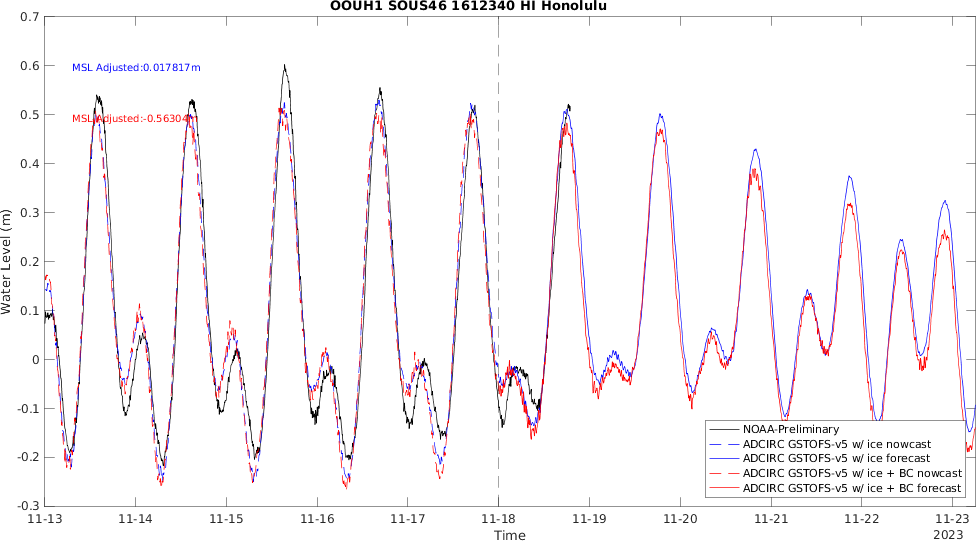 OOUH1 SOUS46 1612340 HI Honolulu
0.7
0.6
0.5
0.4
0.3
0.2
0.1
0
-0.1
-0.2
-0.3
Water Level (m)
MSL Adjusted:0.017817m
MSL Adjusted:-0.56304
NOAA-Preliminary
ADCIRC GSTOFS-v5 w/ ice nowcast
ADCIRC GSTOFS-v5 w/ ice forecast
ADCIRC GSTOFS-v5 w/ ice + BC nowcast
ADCIRC GSTOFS-v5 w/ ice + BC forecast
11-13 11-14 11-15 11-16 11-17 11-18 11-19 11-20 11-21 11-22 11-23
Time
2023